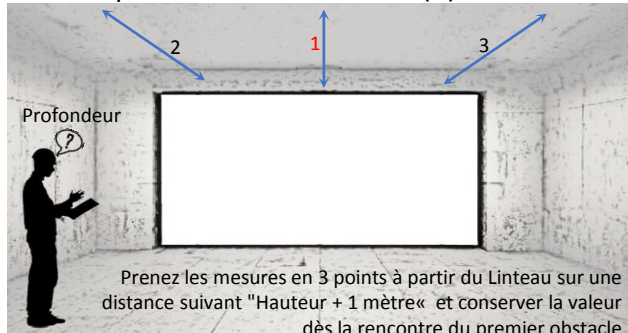 2
1
3
Profondeur
?
Prenez les mesures en 3 points à partir du Linteau sur une
distance suivant "Hauteur + 1 mètre« et conserver la valeur
dès la rencontre du premier obstacle